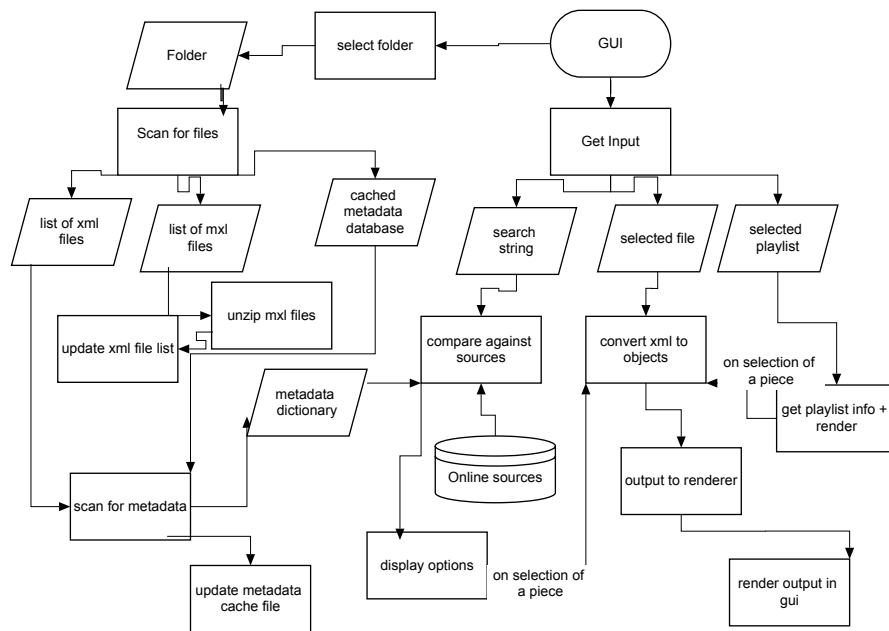 GUI
select folder
Folder
Scan for files
Get Input
list of xml
files
list of mxl
files
cached
metadata
database
search
string
selected file
selected
playlist
unzip mxl files
update xml file list
compare against
sources
convert xml to
objects
on selection of
a piece
metadata
dictionary
get playlist info +
render
Online sources
scan for metadata
output to renderer
display options
on selection of
a piece
update metadata
cache file
render output in
gui